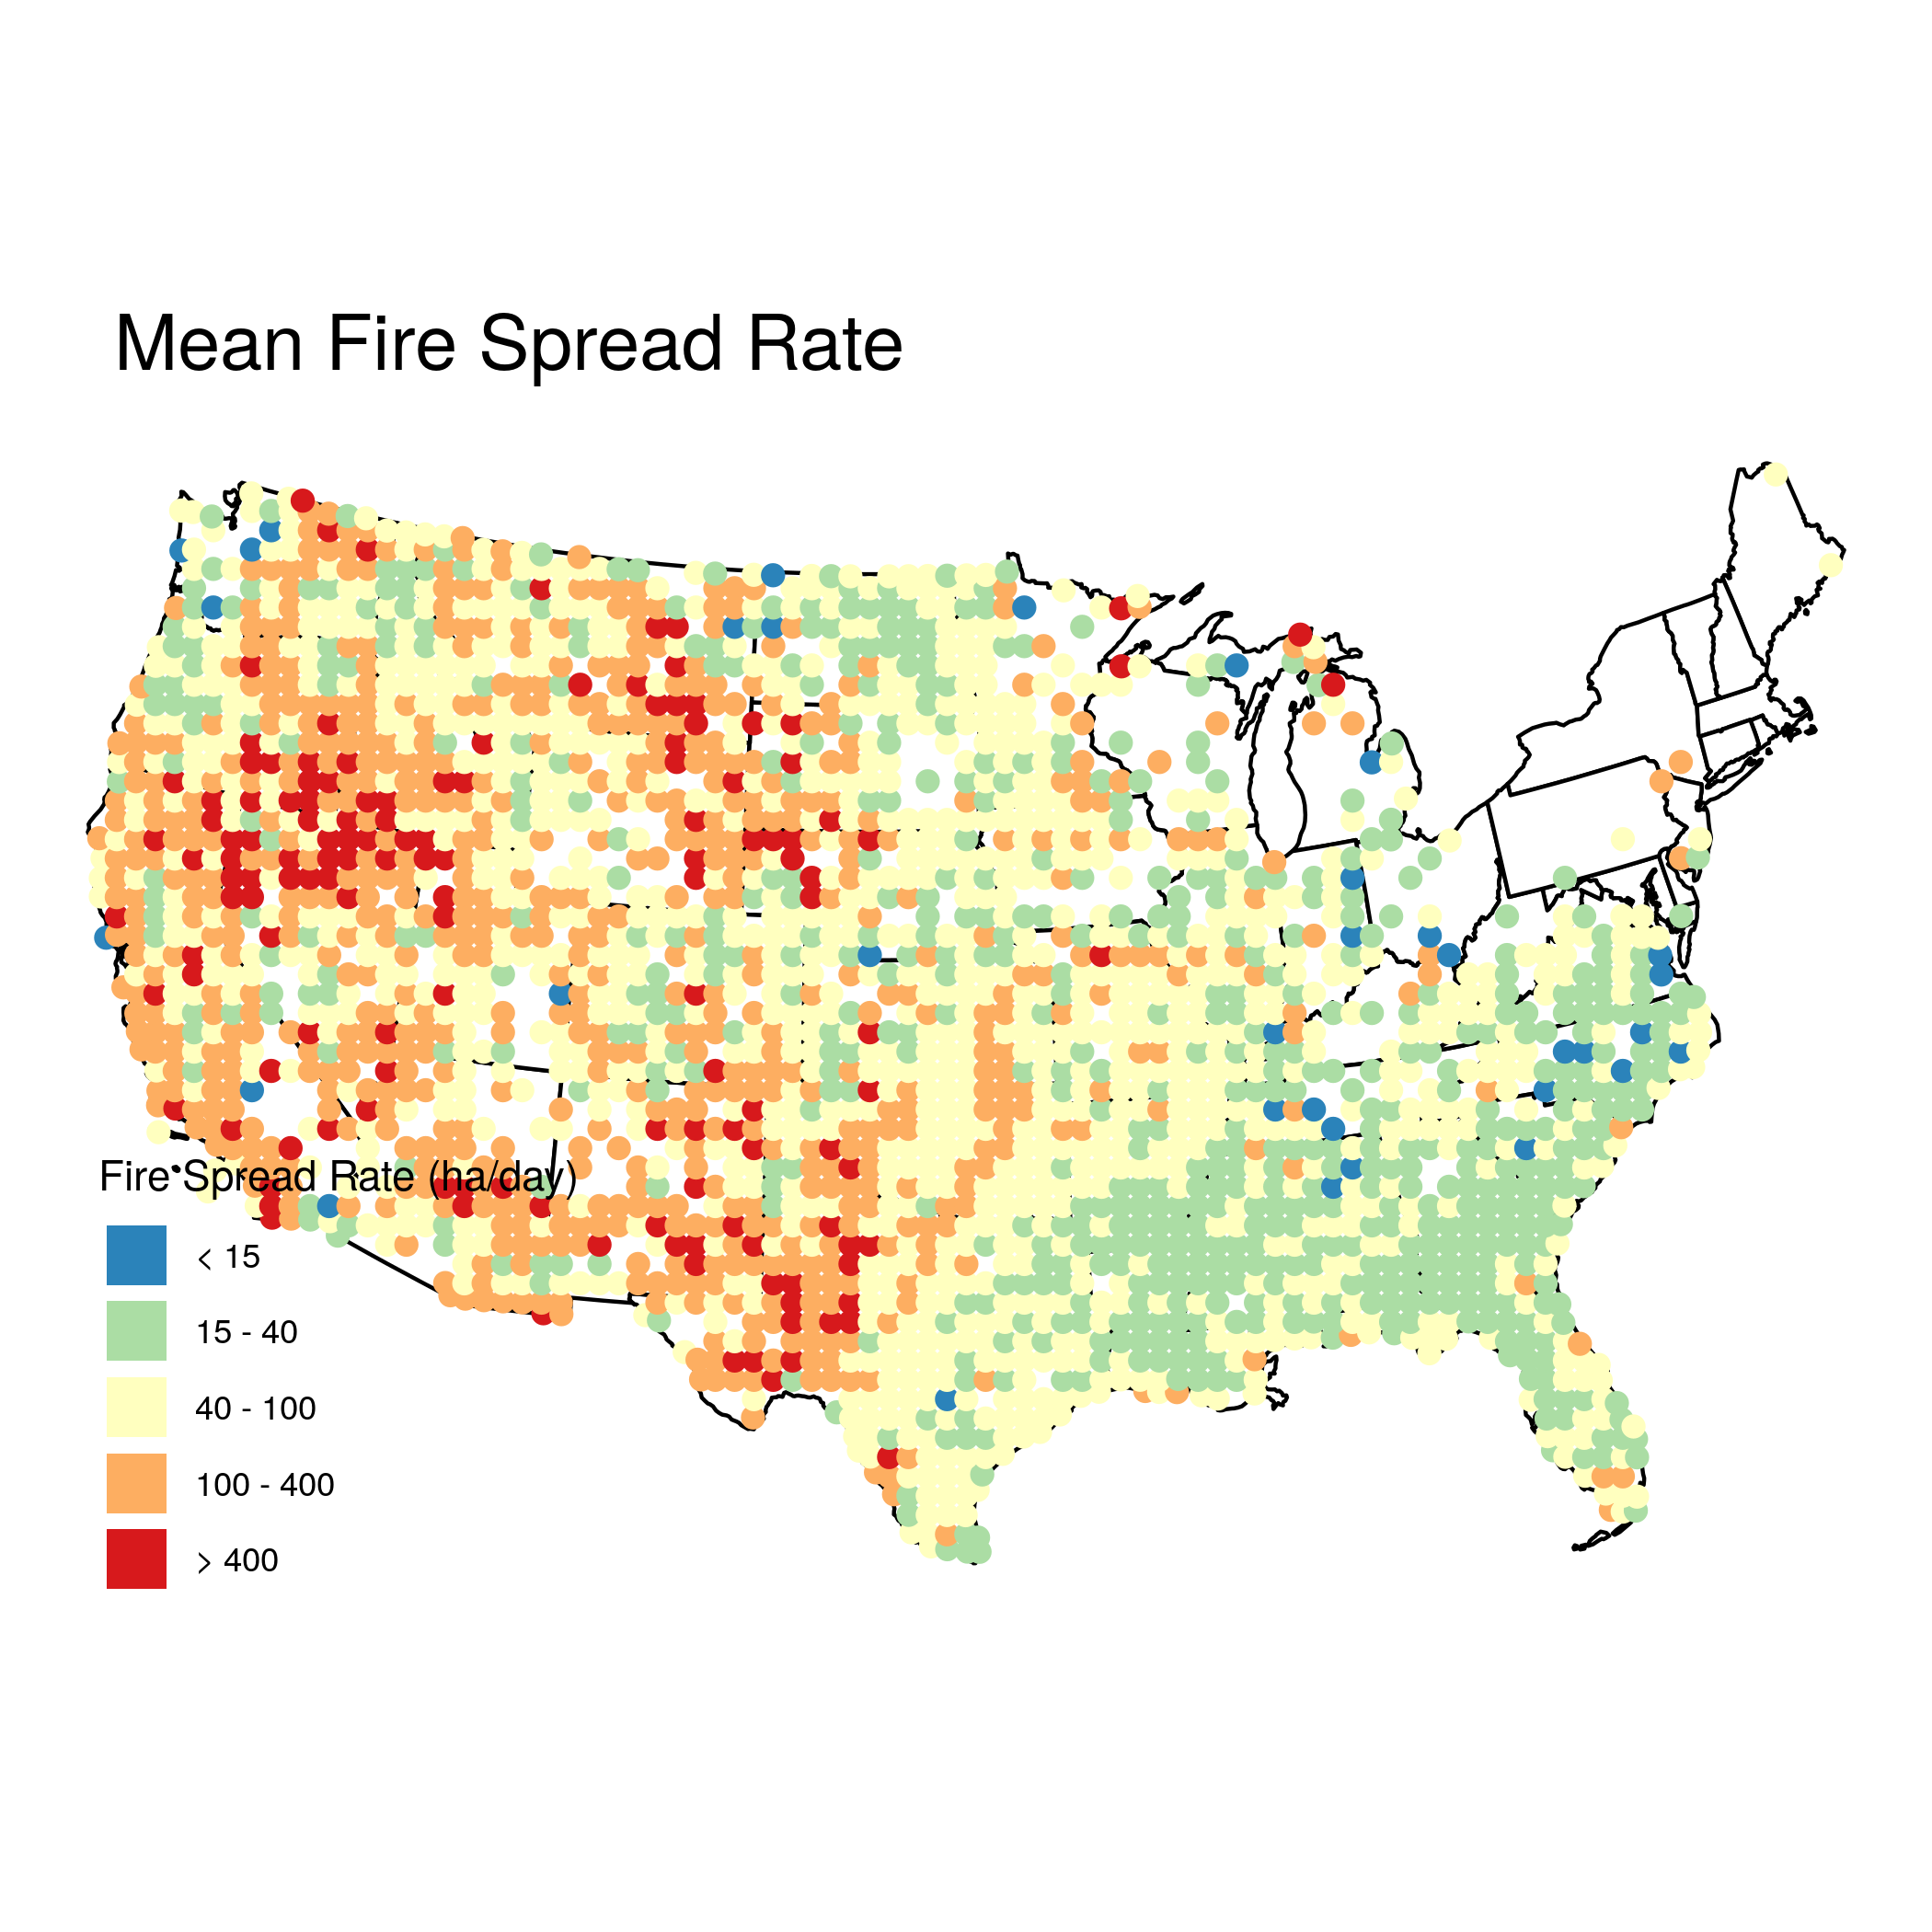 Mean Fire Spread Rate
Fire Spread Rate (ha/day)
< 15
15 - 40
40 - 100
100 - 400
> 400